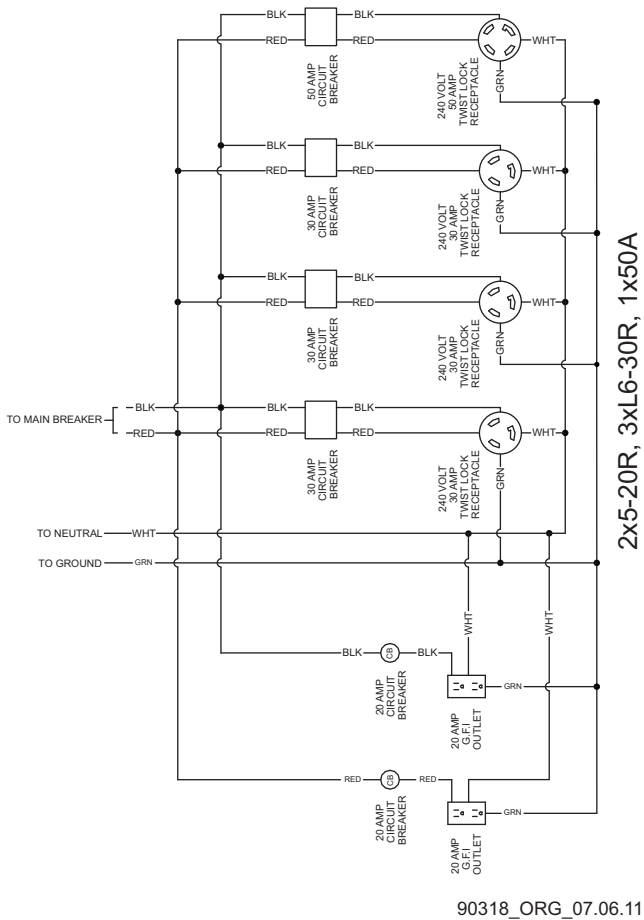 BLK
BLK
RED
RED
WHT
GRN
50 AMP
CIRCUIT
BREAKER
240 VOLT
50 AMP
TWIST LOCK
RECEPTACLE
BLK
BLK
RED
RED
WHT
GRN
30 AMP
CIRCUIT
BREAKER
240 VOLT
30 AMP
TWIST LOCK
RECEPTACLE
BLK
BLK
RED
RED
WHT
GRN
30 AMP
CIRCUIT
BREAKER
240 VOLT
30 AMP
TWIST LOCK
RECEPTACLE
TO MAIN BREAKER
BLK
RED
BLK
BLK
RED
RED
WHT
GRN
30 AMP
CIRCUIT
BREAKER
240 VOLT
30 AMP
TWIST LOCK
RECEPTACLE
TO NEUTRAL
WHT
TO GROUND
GRN
WHT
WHT
BLK
CB
BLK
GRN
20 AMP
CIRCUIT
BREAKER
20 AMP
G.F.I
OUTLET
RED
CB
RED
GRN
20 AMP
CIRCUIT
BREAKER
20 AMP
G.F.I
OUTLET
2x5-20R, 3xL6-30R, 1x50A
90318_ORG_07.06.11